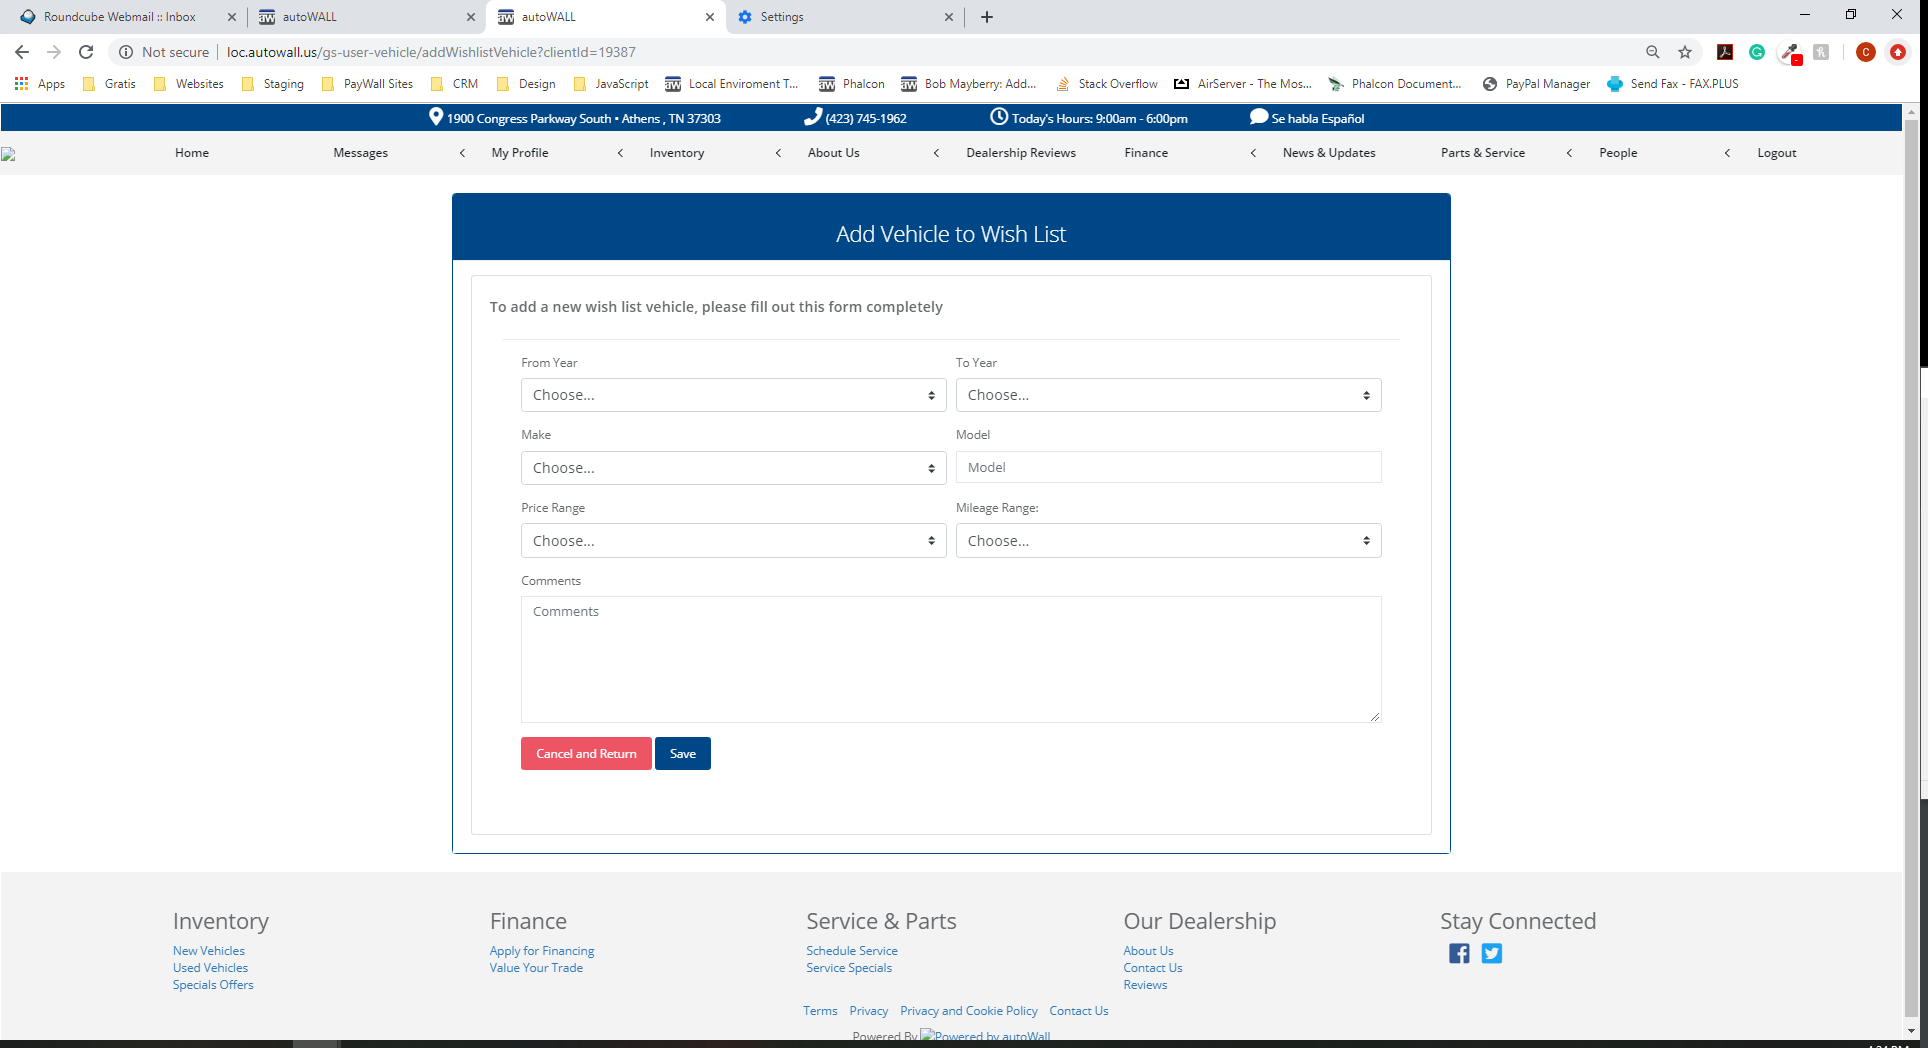 Roundcube Webmail :: Inbox
autoWALL
autoWALL
Settings
Not secure
loc.autowall.us/gs-user-vehicle/addWishlistVehicle?clientId=19387
Apps
Gratis
Websites
Staging
PayWall Sites
CRM
Design
JavaScript
Local Enviroment T...
Phalcon
Bob Mayberry: Add...
Stack Overflow
AirServer - The Mos...
Phalcon Document...
PayPal Manager
Send Fax - FAX.PLUS
1900 Congress Parkway South • Athens , TN 37303
(423) 745-1962
Today's Hours: 9:00am - 6:00pm
Se habla Español
Home
Messages
My Profile
Inventory
About Us
Dealership Reviews
Finance
News & Updates
Parts & Service
People
Logout
Add Vehicle to Wish List
To add a new wish list vehicle, please fill out this form completely
From Year
To Year
Choose...
Choose...
Make
Model
Choose...
Model
Price Range
Mileage Range:
Choose...
Choose...
Comments
Comments
Cancel and Return
Save
Inventory
New Vehicles
Used Vehicles
Specials Offers
Finance
Apply for Financing
Value Your Trade
Service & Parts
Schedule Service
Service Specials
Our Dealership
About Us
Contact Us
Reviews
Stay Connected
Terms
Privacy
Privacy and Cookie Policy
Contact Us
Powered By
Powered by autoWall